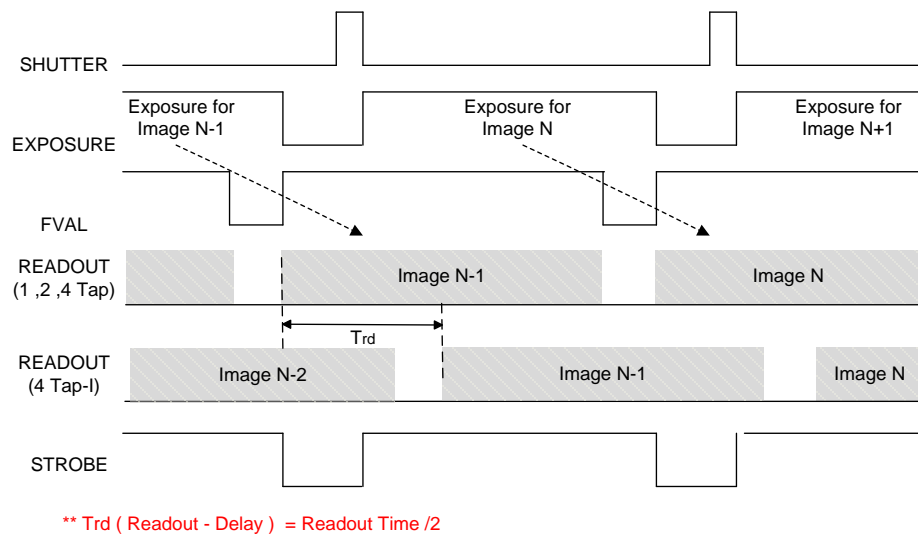 SHUTTER
Exposure for
Image N-1
Exposure for
Image N
Exposure for
Image N+1
EXPOSURE
FVAL
READOUT
(1 ,2 ,4 Tap)
Image N-1
Image N
Trd
READOUT
(4 Tap-I)
Image N-2
Image N-1
Image N
STROBE
** Trd ( Readout - Delay ) = Readout Time /2